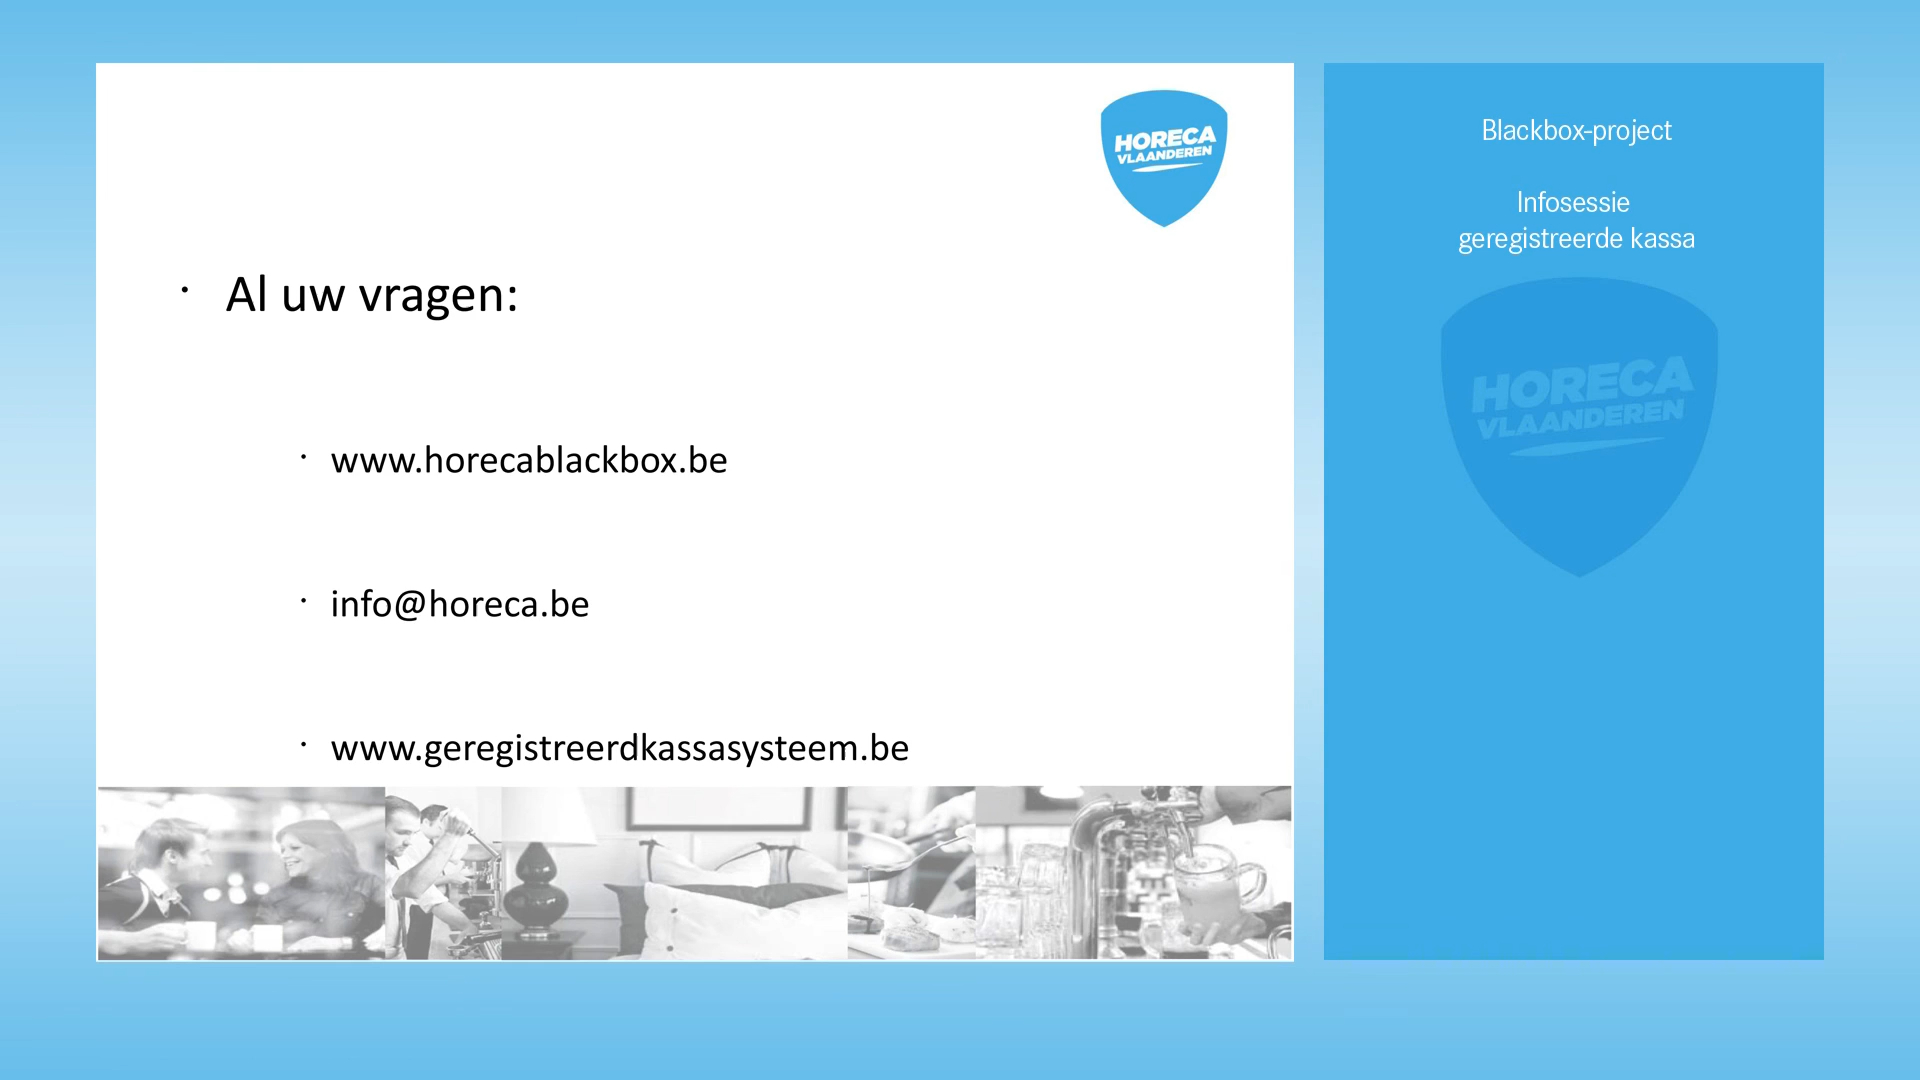 HORECA
VLAANDEREN
Al uw vragen:
www.horecablackbox.be
info@horeca.be
www.geregistreerdkassasysteem.be
Blackbox-project
Infosessie
geregistreerde kassa
HORECA
VLAANDEREN